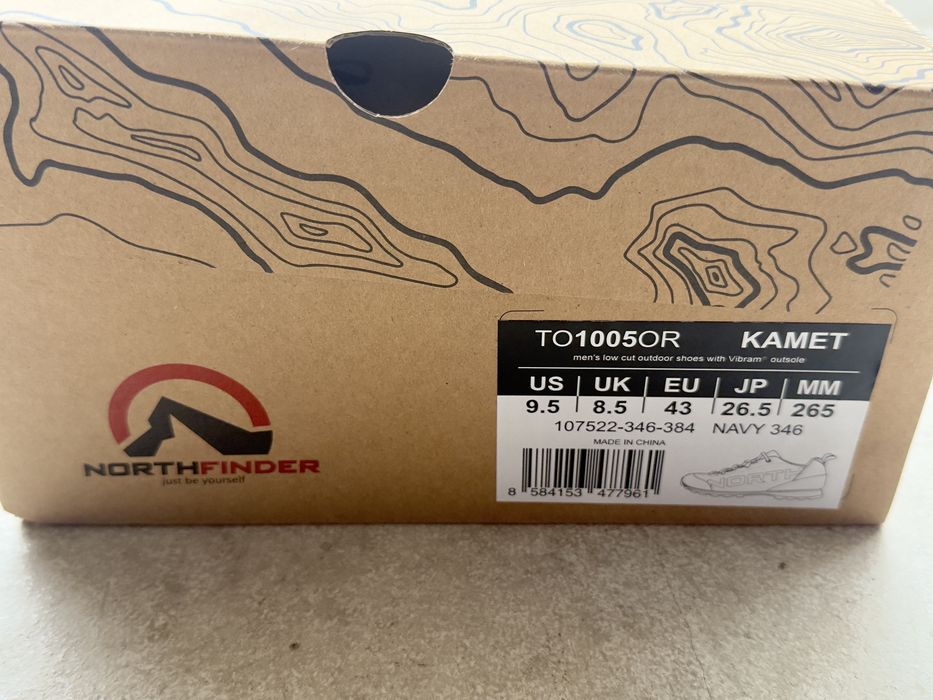 TO1005OR KAMET
men's low cut outdoor shoes with Vibram® outsole
US UK EU JP MM
9.5 8.5 43 26.5 265
107522-346-384 NAVY 346
MADE IN CHINA
8 584153 477961
NORTH
NORTHFINDER
just be yourself